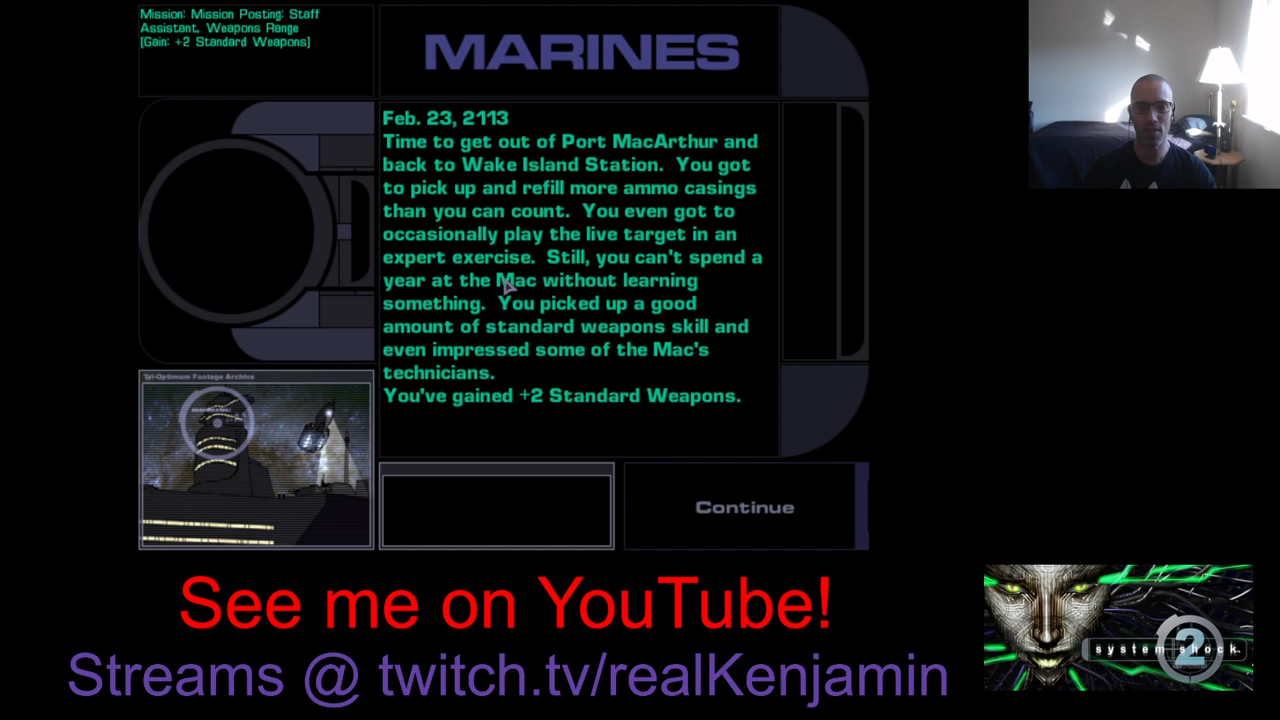 Mission: Mission Posting: Staff
Assistant, Weapons Range
[Gain: +2 Standard Weapons]
MARINES
Feb. 23, 2113
Time to get out of Port MacArthur and
back to Wake Island Station. You got
to pick up and refill more ammo casings
than you can count. You even got to
occasionally play the live target in an
expert exercise. Still, you can't spend a
year at the Mac without learning
something. You picked up a good
amount of standard weapons skill and
even impressed some of the Mac's
technicians.
You've gained +2 Standard Weapons.
Tri-Optimum Footage Archive
Continue
See me on YouTube!
Streams @ twitch.tv/realKenjamin
system shock. 2